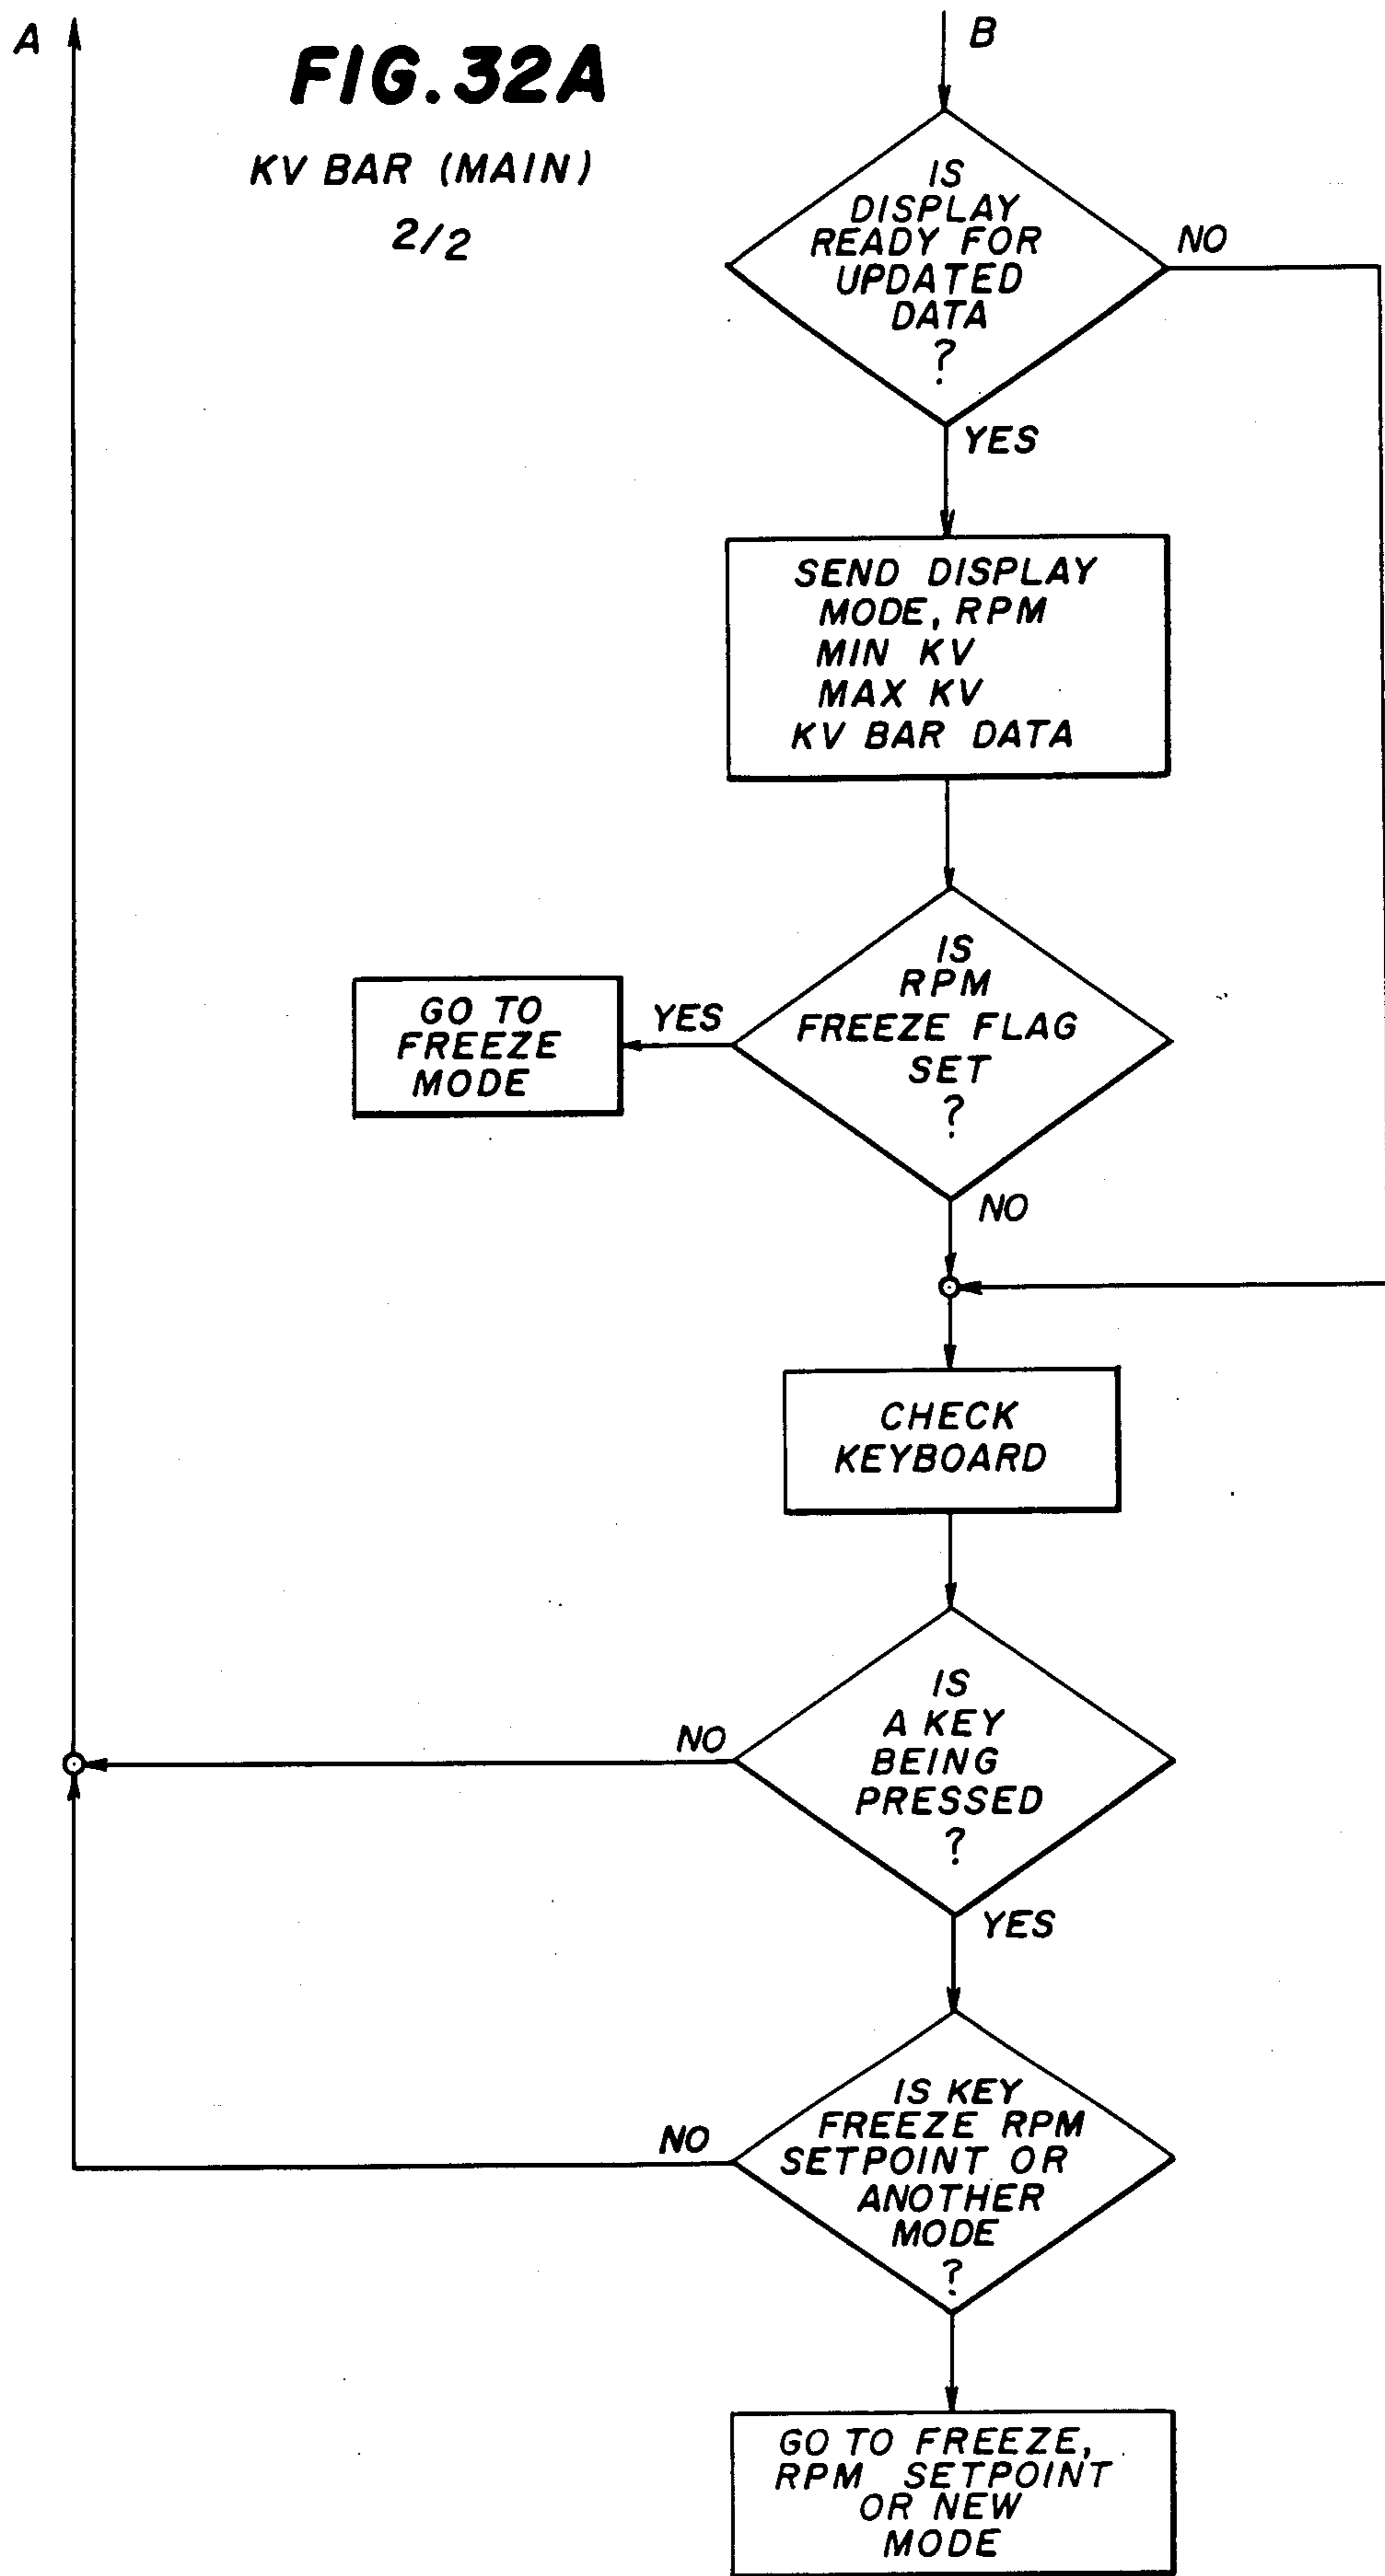 A
B
FIG.32A
KV BAR (MAIN)
2/2
IS
DISPLAY
READY FOR
UPDATED
DATA
?
NO
YES
SEND DISPLAY
MODE, RPM
MIN KV
MAX KV
KV BAR DATA
IS
RPM
FREEZE FLAG
SET
?
YES
GO TO
FREEZE
MODE
NO
CHECK
KEYBOARD
IS
A KEY
BEING
PRESSED
?
NO
YES
IS KEY
FREEZE RPM
SETPOINT OR
ANOTHER
MODE
?
NO
GO TO FREEZE,
RPM SETPOINT
OR NEW
MODE